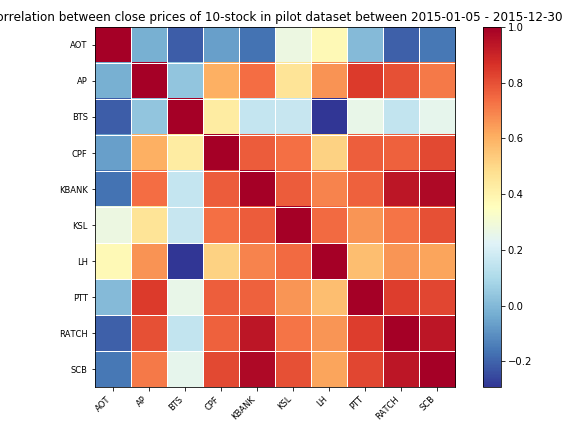 orrelation between close prices of 10-stock in pilot dataset between 2015-01-05 - 2015-12-30
AOT
AP
BTS
CPF
KBANK
KSL
LH
PTT
RATCH
SCB
AOT
AP
BTS
CPF
KBANK
KSL
LH
PTT
RATCH
SCB
1.0
0.8
0.6
0.4
0.2
0.0
−0.2